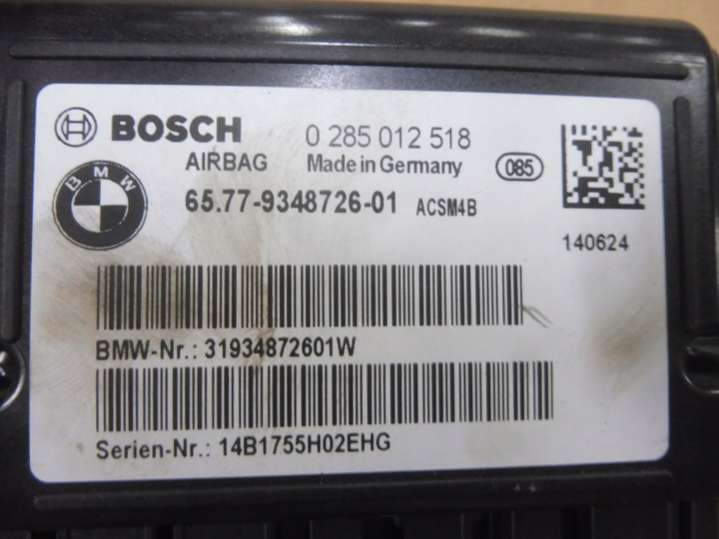 BOSCH 0 285 012 518
AIRBAG Made in Germany 085
BMW 65.77-9348726-01 ACSM4B
140624
BMW-Nr.: 31934872601W
Serien-Nr.: 14B1755H02EHG